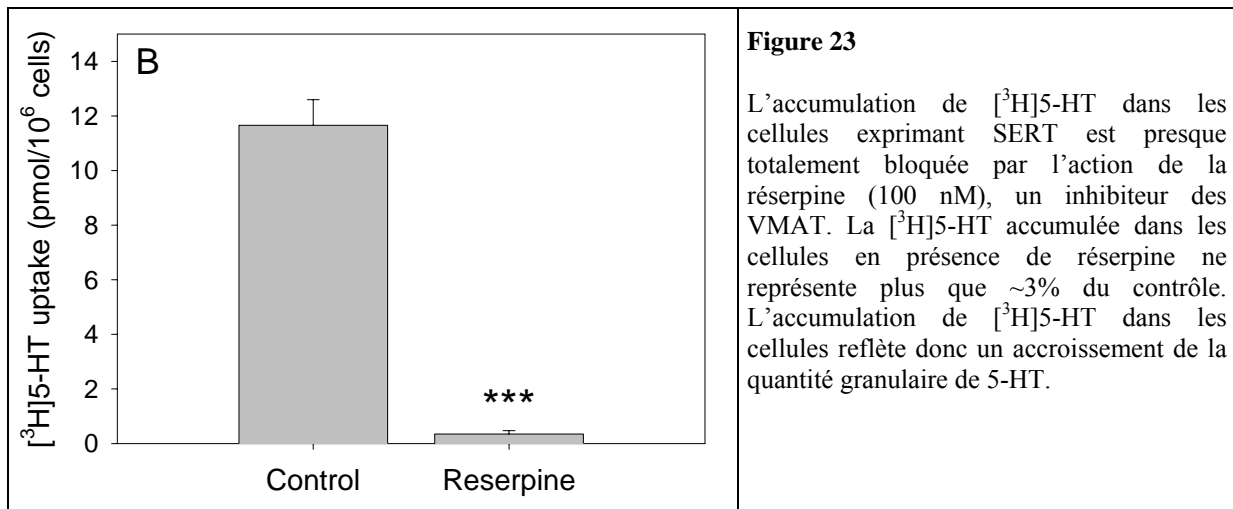 B
14
12
10
8
6
4
2
0
[³H]5-HT uptake (pmol/10⁶ cells)
***
Control Reserpine
Figure 23
L’accumulation de [³H]5-HT dans les
cellules exprimant SERT est presque
totalement bloquée par l’action de la
réserpine (100 nM), un inhibiteur des
VMAT. La [³H]5-HT accumulée dans les
cellules en présence de réserpine ne
représente plus que ~3% du contrôle.
L’accumulation de [³H]5-HT dans les
cellules reflète donc un accroissement de la
quantité granulaire de 5-HT.